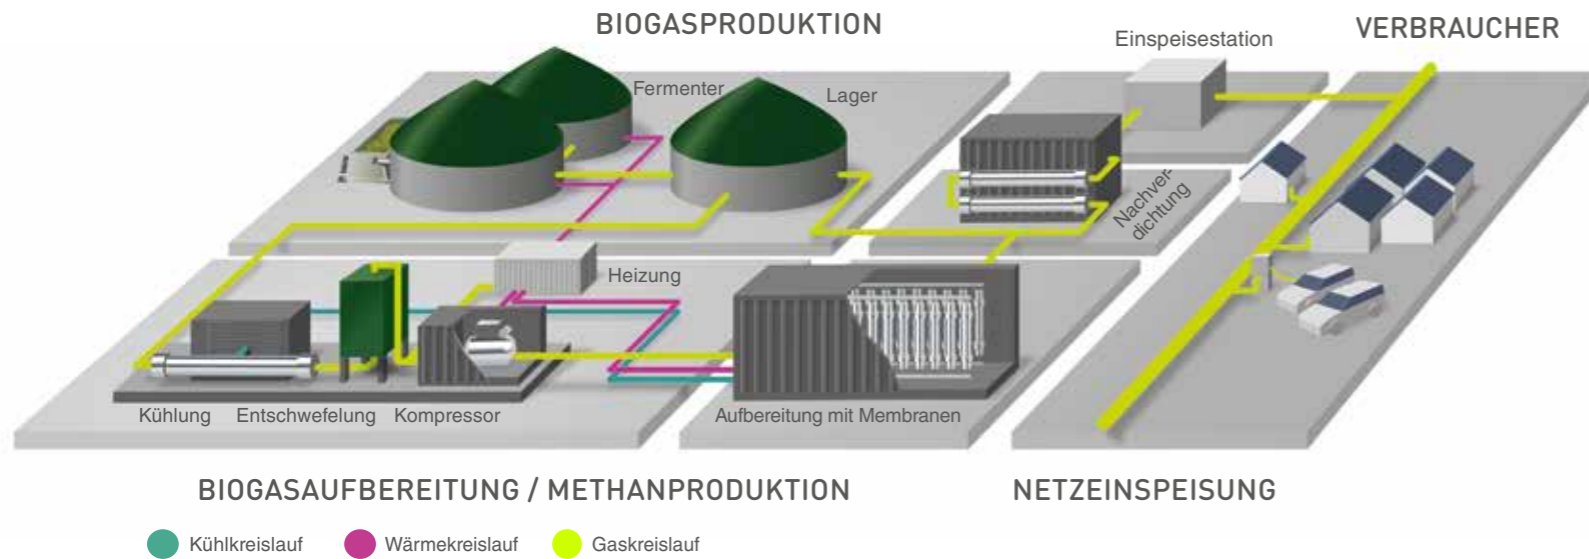 BIOGASPRODUKTION
VERBRAUCHER
Einspeisestation
Fermenter
Lager
Nachver-
dichtung
Heizung
Kühlung
Entschwefelung
Kompressor
Aufbereitung mit Membranen
BIOGASAUFBEREITUNG / METHANPRODUKTION
NETZEINSPEISUNG
Kühlkreislauf
Wärmekreislauf
Gaskreislauf